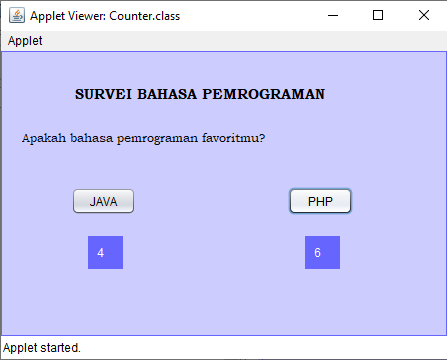 Applet Viewer: Counter.class
Applet
SURVEI BAHASA PEMROGRAMAN
Apakah bahasa pemrograman favoritmu?
JAVA PHP
4 6
Applet started.